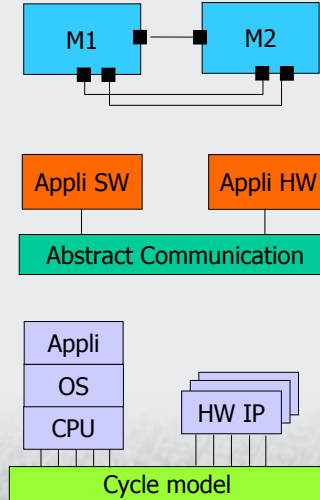 M1
M2
Appli SW
Appli HW
Abstract Communication
Appli
OS
CPU
HW IP
Cycle model